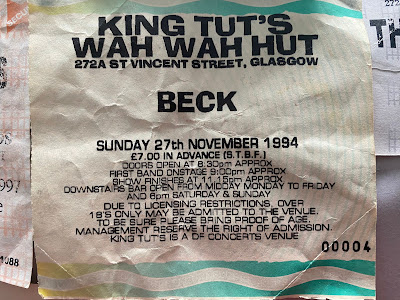 KING TUT'S
WAH WAH HUT
272A ST VINCENT STREET, GLASGOW
BECK
SUNDAY 27th NOVEMBER 1994
£7.00 IN ADVANCE (S.T.B.F.)
DOORS OPEN AT 8:30pm APPROX
FIRST BAND ONSTAGE 9:00pm APPROX
SHOW FINISHES AT 11:15pm APPROX
DOWNSTAIRS BAR OPEN FROM MIDDAY MONDAY TO FRIDAY
AND 6pm SATURDAY & SUNDAY
DUE TO LICENSING RESTRICTIONS, OVER
18'S ONLY MAY BE ADMITTED TO THE VENUE.
TO BE SURE PLEASE BRING PROOF OF AGE.
MANAGEMENT RESERVE THE RIGHT OF ADMISSION.
KING TUT'S IS A DF CONCERTS VENUE
00004
TH
1088